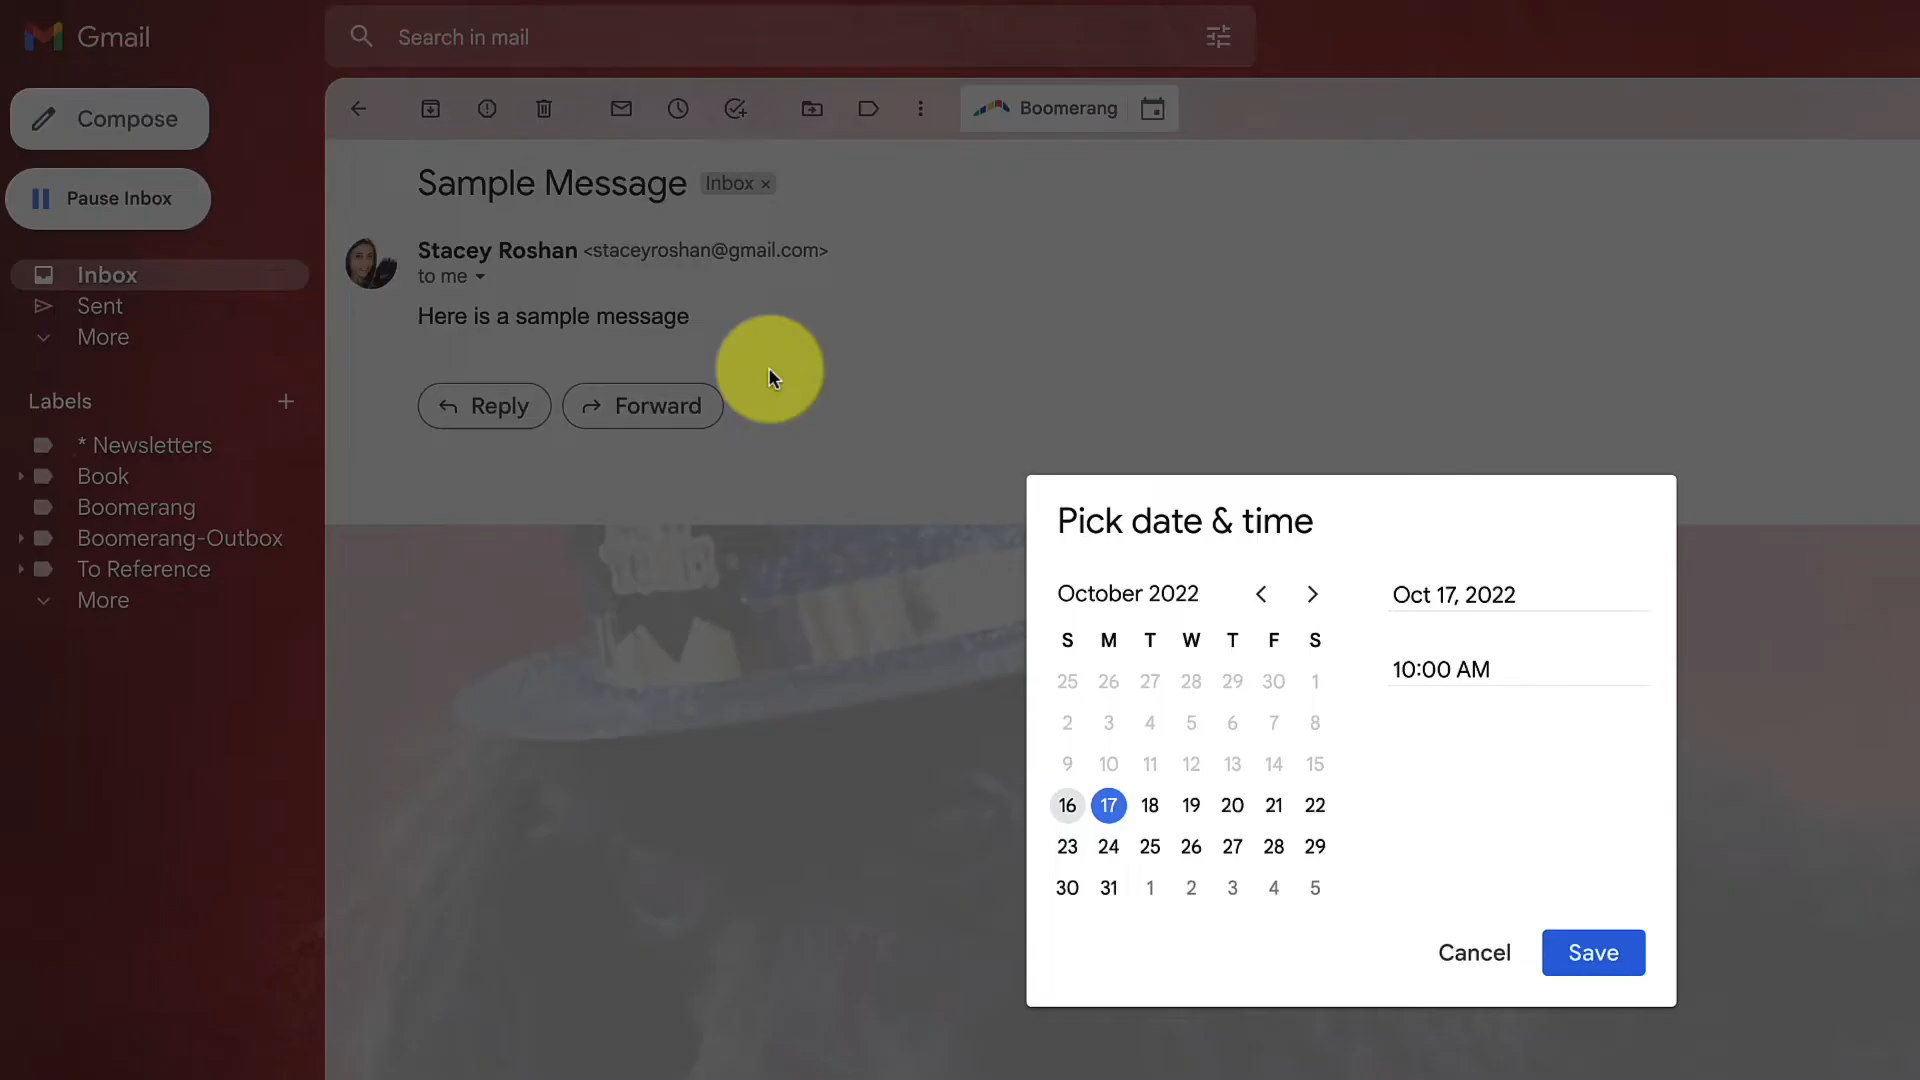 Gmail
Search in mail
Compose
Boomerang
Pause Inbox
Sample Message Inbox ×
Stacey Roshan <staceyroshan@gmail.com>
to me
Here is a sample message
Reply Forward
Inbox
Sent
More
Labels +
* Newsletters
Book
Boomerang
Boomerang-Outbox
To Reference
More
Pick date & time
October 2022
S M T W T F S
25 26 27 28 29 30 1
2 3 4 5 6 7 8
9 10 11 12 13 14 15
16 17 18 19 20 21 22
23 24 25 26 27 28 29
30 31 1 2 3 4 5
Oct 17, 2022
10:00 AM
Cancel Save